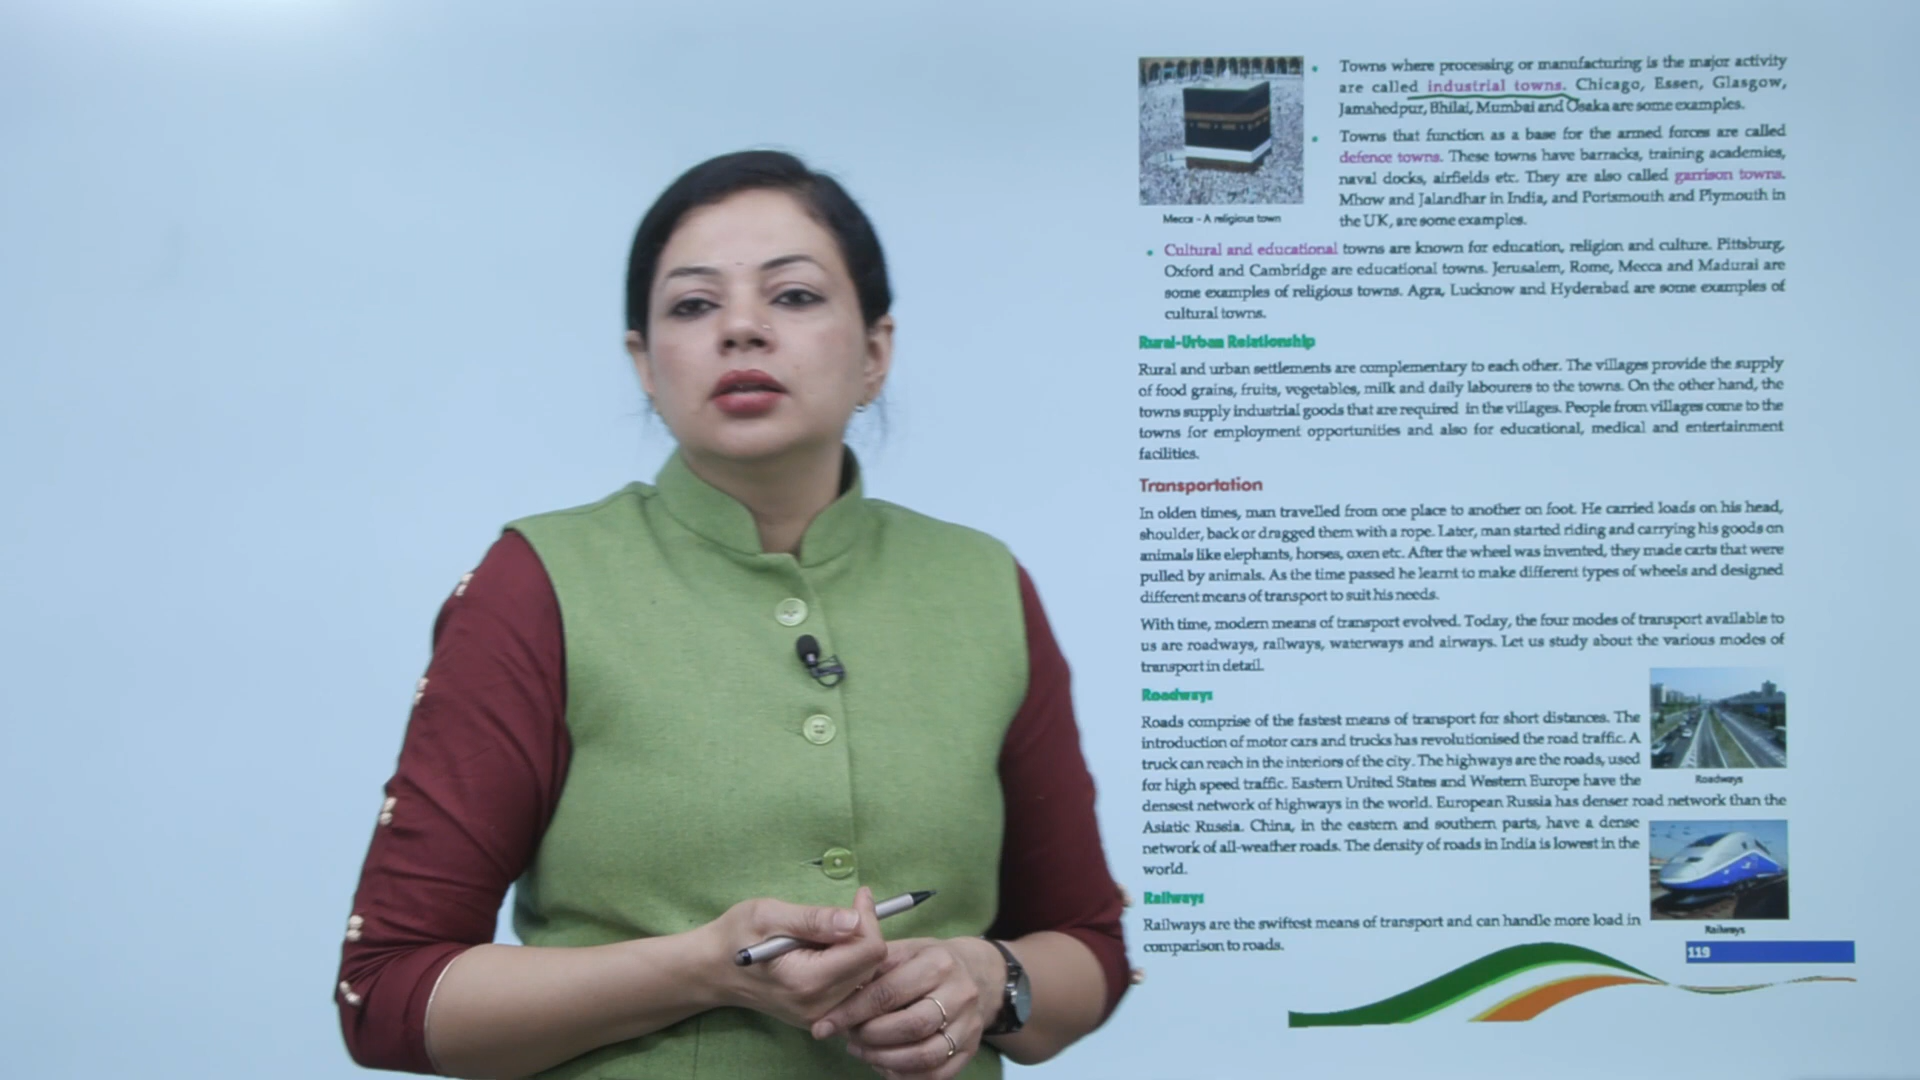 Towns where processing or manufacturing is the major activity
are called industrial towns. Chicago, Essen, Glasgow,
Jamshedpur, Bhilai, Mumbai and Osaka are some examples.
Towns that function as a base for the armed forces are called
defence towns. These towns have barracks, training academies,
naval docks, airfields etc. They are also called garrison towns.
Mhow and Jalandhar in India, and Portsmouth and Plymouth in
the UK, are some examples.
Mecca - A religious town
Cultural and educational towns are known for education, religion and culture. Pittsburg,
Oxford and Cambridge are educational towns. Jerusalem, Rome, Mecca and Madurai are
some examples of religious towns. Agra, Lucknow and Hyderabad are some examples of
cultural towns.
Rural-Urban Relationship
Rural and urban settlements are complementary to each other. The villages provide the supply
of food grains, fruits, vegetables, milk and daily labourers to the towns. On the other hand, the
towns supply industrial goods that are required in the villages. People from villages come to the
towns for employment opportunities and also for educational, medical and entertainment
facilities.
Transportation
In olden times, man travelled from one place to another on foot. He carried loads on his head,
shoulder, back or dragged them with a rope. Later, man started riding and carrying his goods on
animals like elephants, horses, oxen etc. After the wheel was invented, they made carts that were
pulled by animals. As the time passed he learnt to make different types of wheels and designed
different means of transport to suit his needs.
With time, modern means of transport evolved. Today, the four modes of transport available to
us are roadways, railways, waterways and airways. Let us study about the various modes of
transport in detail.
Roadways
Roads comprise of the fastest means of transport for short distances. The
introduction of motor cars and trucks has revolutionised the road traffic. A
truck can reach in the interiors of the city. The highways are the roads, used
for high speed traffic. Eastern United States and Western Europe have the
densest network of highways in the world. European Russia has denser road network than the
Asiatic Russia. China, in the eastern and southern parts, have a dense
network of all-weather roads. The density of roads in India is lowest in the
world.
Roadways
Railways
Railways are the swiftest means of transport and can handle more load in
comparison to roads.
Railways
119